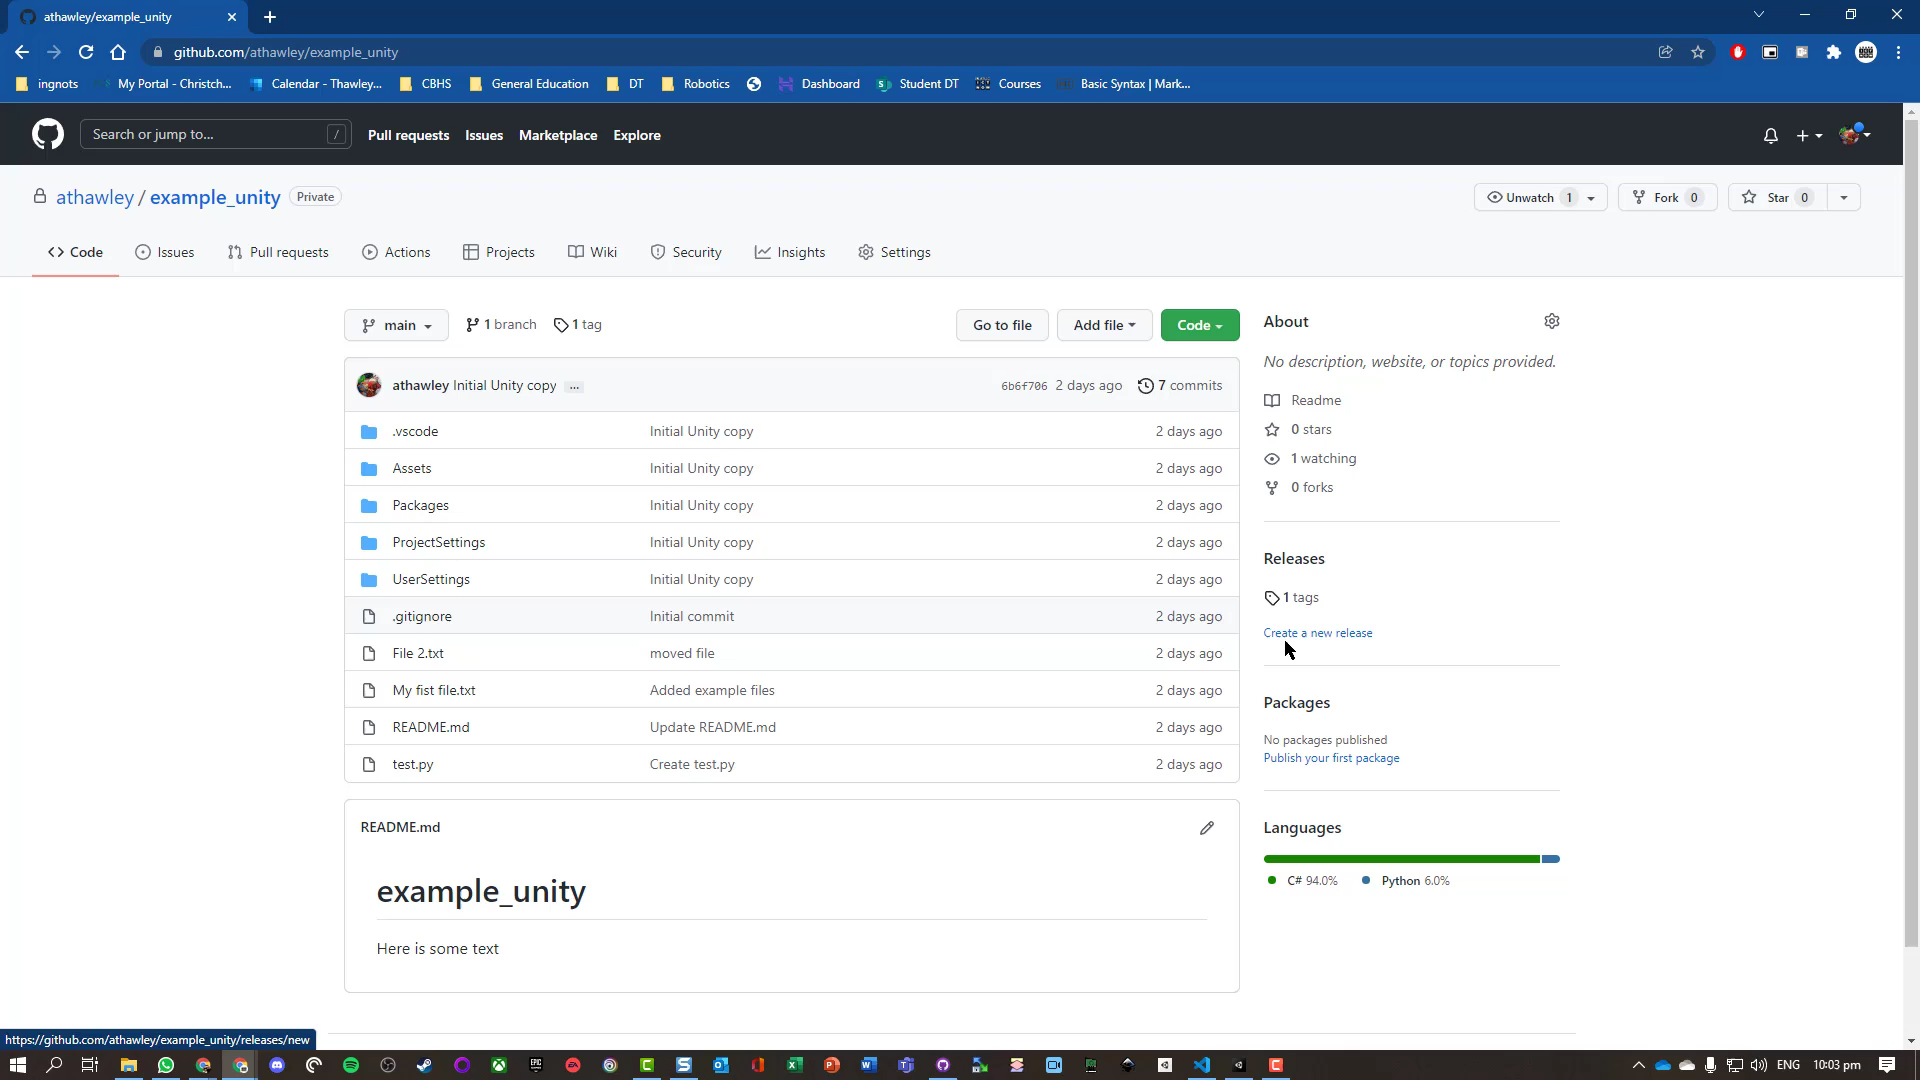 athawley/example_unity
github.com/athawley/example_unity
ingnots My Portal - Christch... Calendar - Thawley,... CBHS General Education DT Robotics Dashboard Student DT Courses Basic Syntax | Mark...
Search or jump to... / Pull requests Issues Marketplace Explore
athawley / example_unity Private Unwatch 1 Fork 0 Star 0
Code Issues Pull requests Actions Projects Wiki Security Insights Settings
main 1 branch 1 tag Go to file Add file Code
athawley Initial Unity copy ... 6b6f706 2 days ago 7 commits
.vscode Initial Unity copy 2 days ago
Assets Initial Unity copy 2 days ago
Packages Initial Unity copy 2 days ago
ProjectSettings Initial Unity copy 2 days ago
UserSettings Initial Unity copy 2 days ago
.gitignore Initial commit 2 days ago
File 2.txt moved file 2 days ago
My fist file.txt Added example files 2 days ago
README.md Update README.md 2 days ago
test.py Create test.py 2 days ago
README.md
example_unity
Here is some text
About
No description, website, or topics provided.
Readme
0 stars
1 watching
0 forks
Releases
1 tags
Create a new release
Packages
No packages published
Publish your first package
Languages
C# 94.0% Python 6.0%
https://github.com/athawley/example_unity/releases/new
ENG 10:03 pm